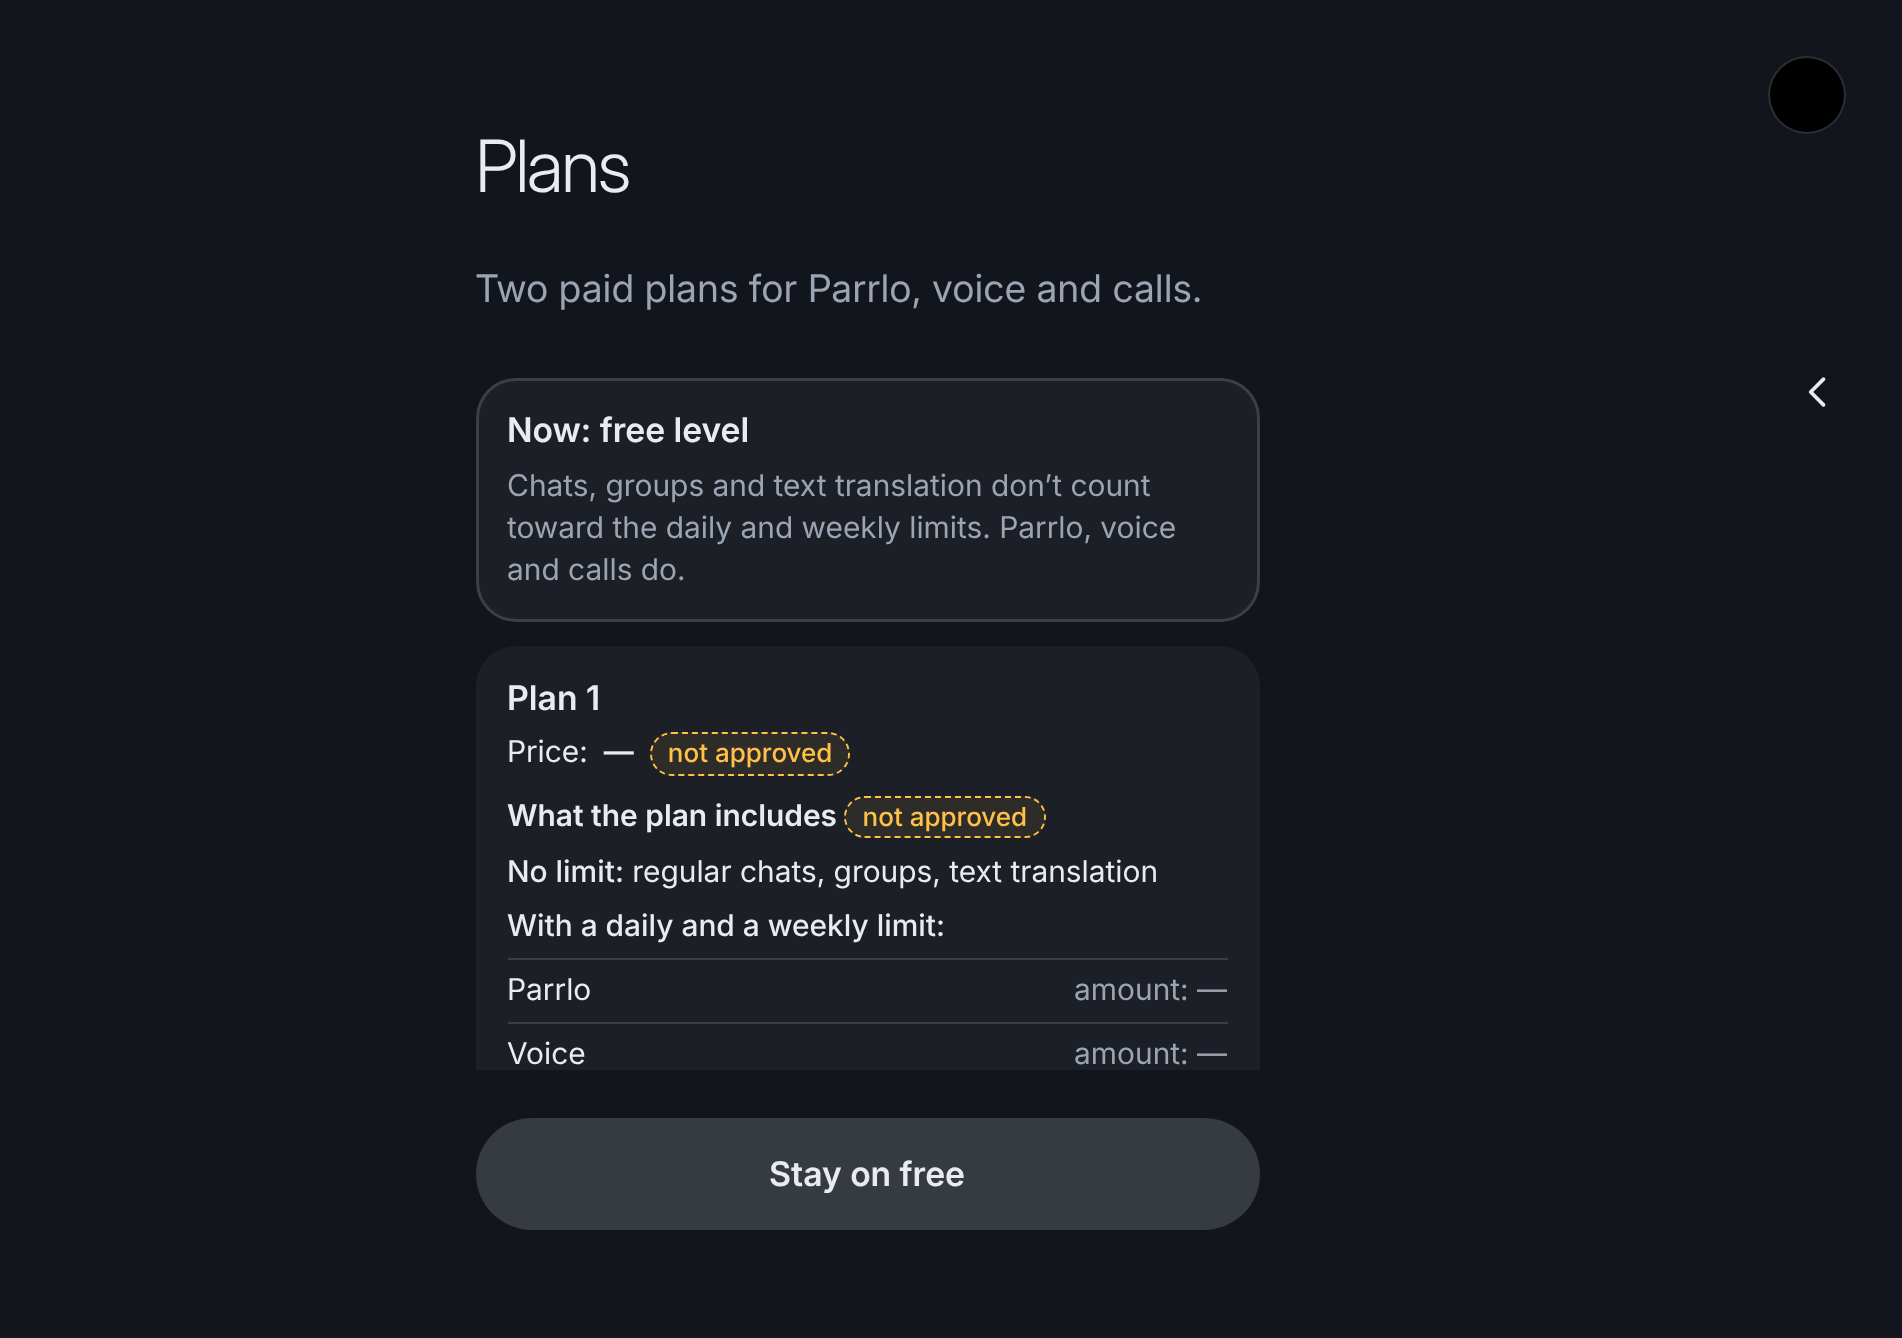 Plans
Two paid plans for Parrlo, voice and calls.
Now: free level
Chats, groups and text translation don’t count
toward the daily and weekly limits. Parrlo, voice
and calls do.
Plan 1
Price: — not approved
What the plan includes not approved
No limit: regular chats, groups, text translation
With a daily and a weekly limit:
Parrlo amount: —
Voice amount: —
Stay on free